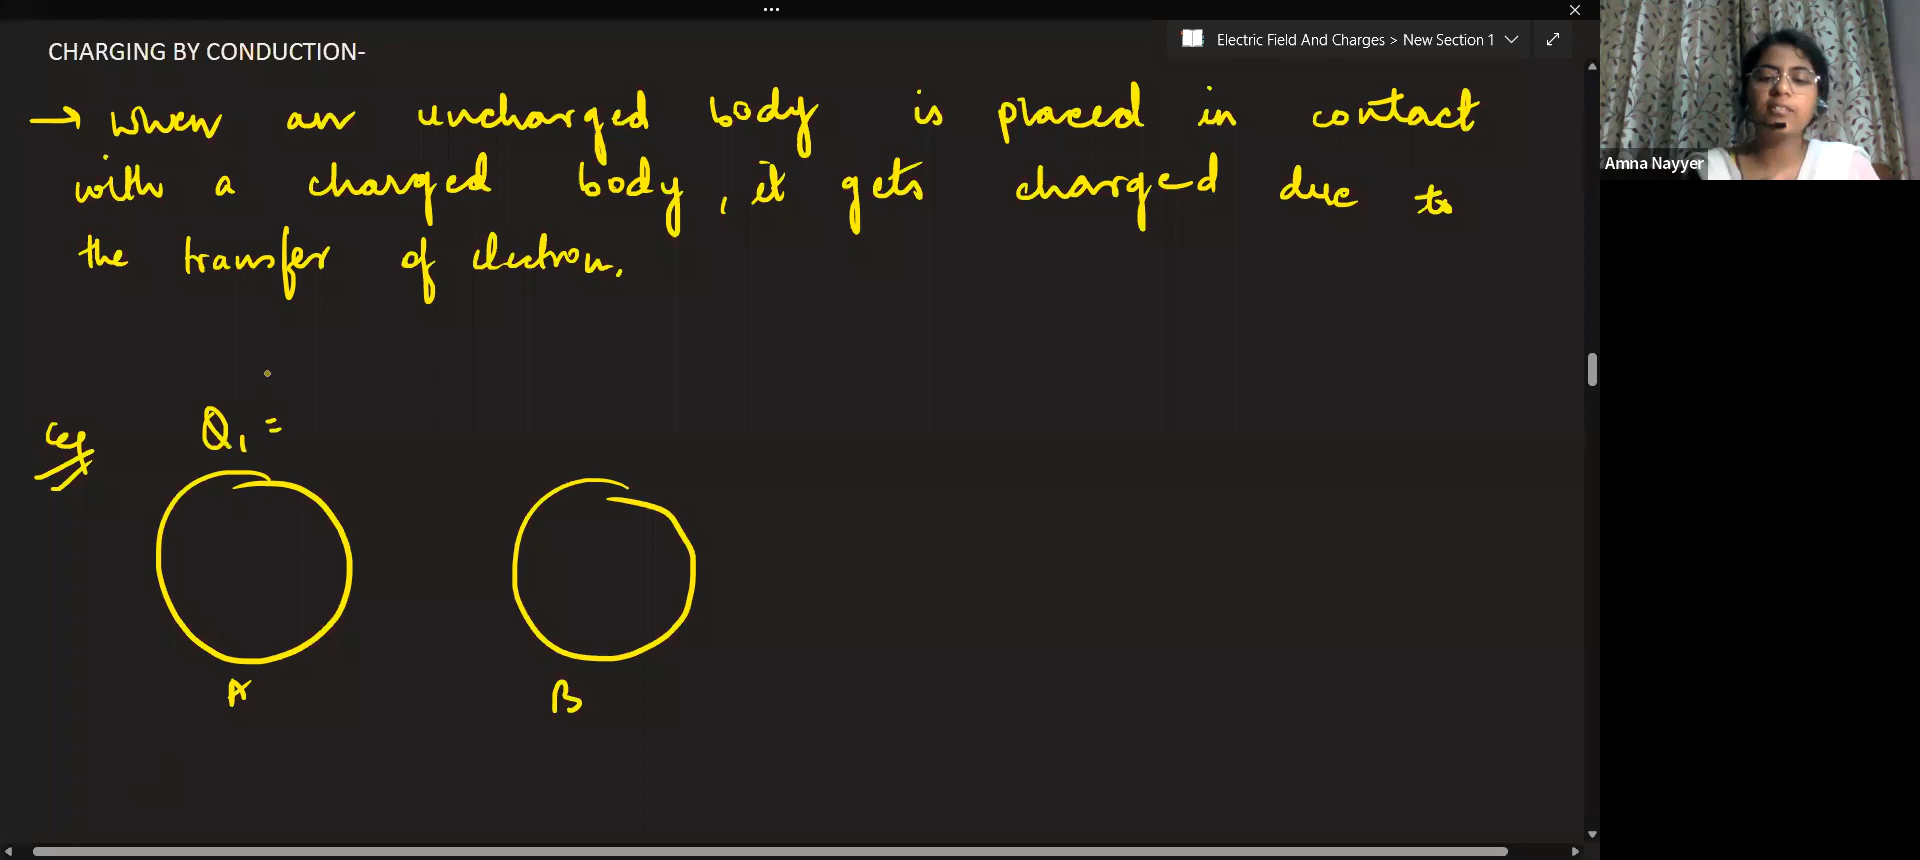 CHARGING BY CONDUCTION-
Electric Field And Charges > New Section 1
→ When an uncharged body is placed in contact
with a charged body, it gets charged due to
the transfer of electron.
Amna Nayyer
Q₁ =
A
B